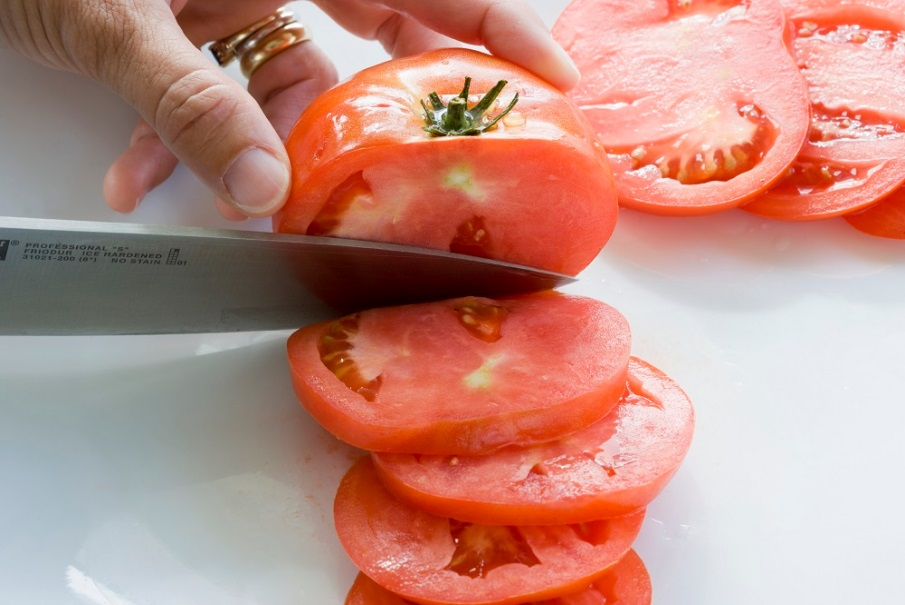 PROFESSIONAL "S"
FRIODUR ICE HARDENED
31021-200 (8") NO STAIN